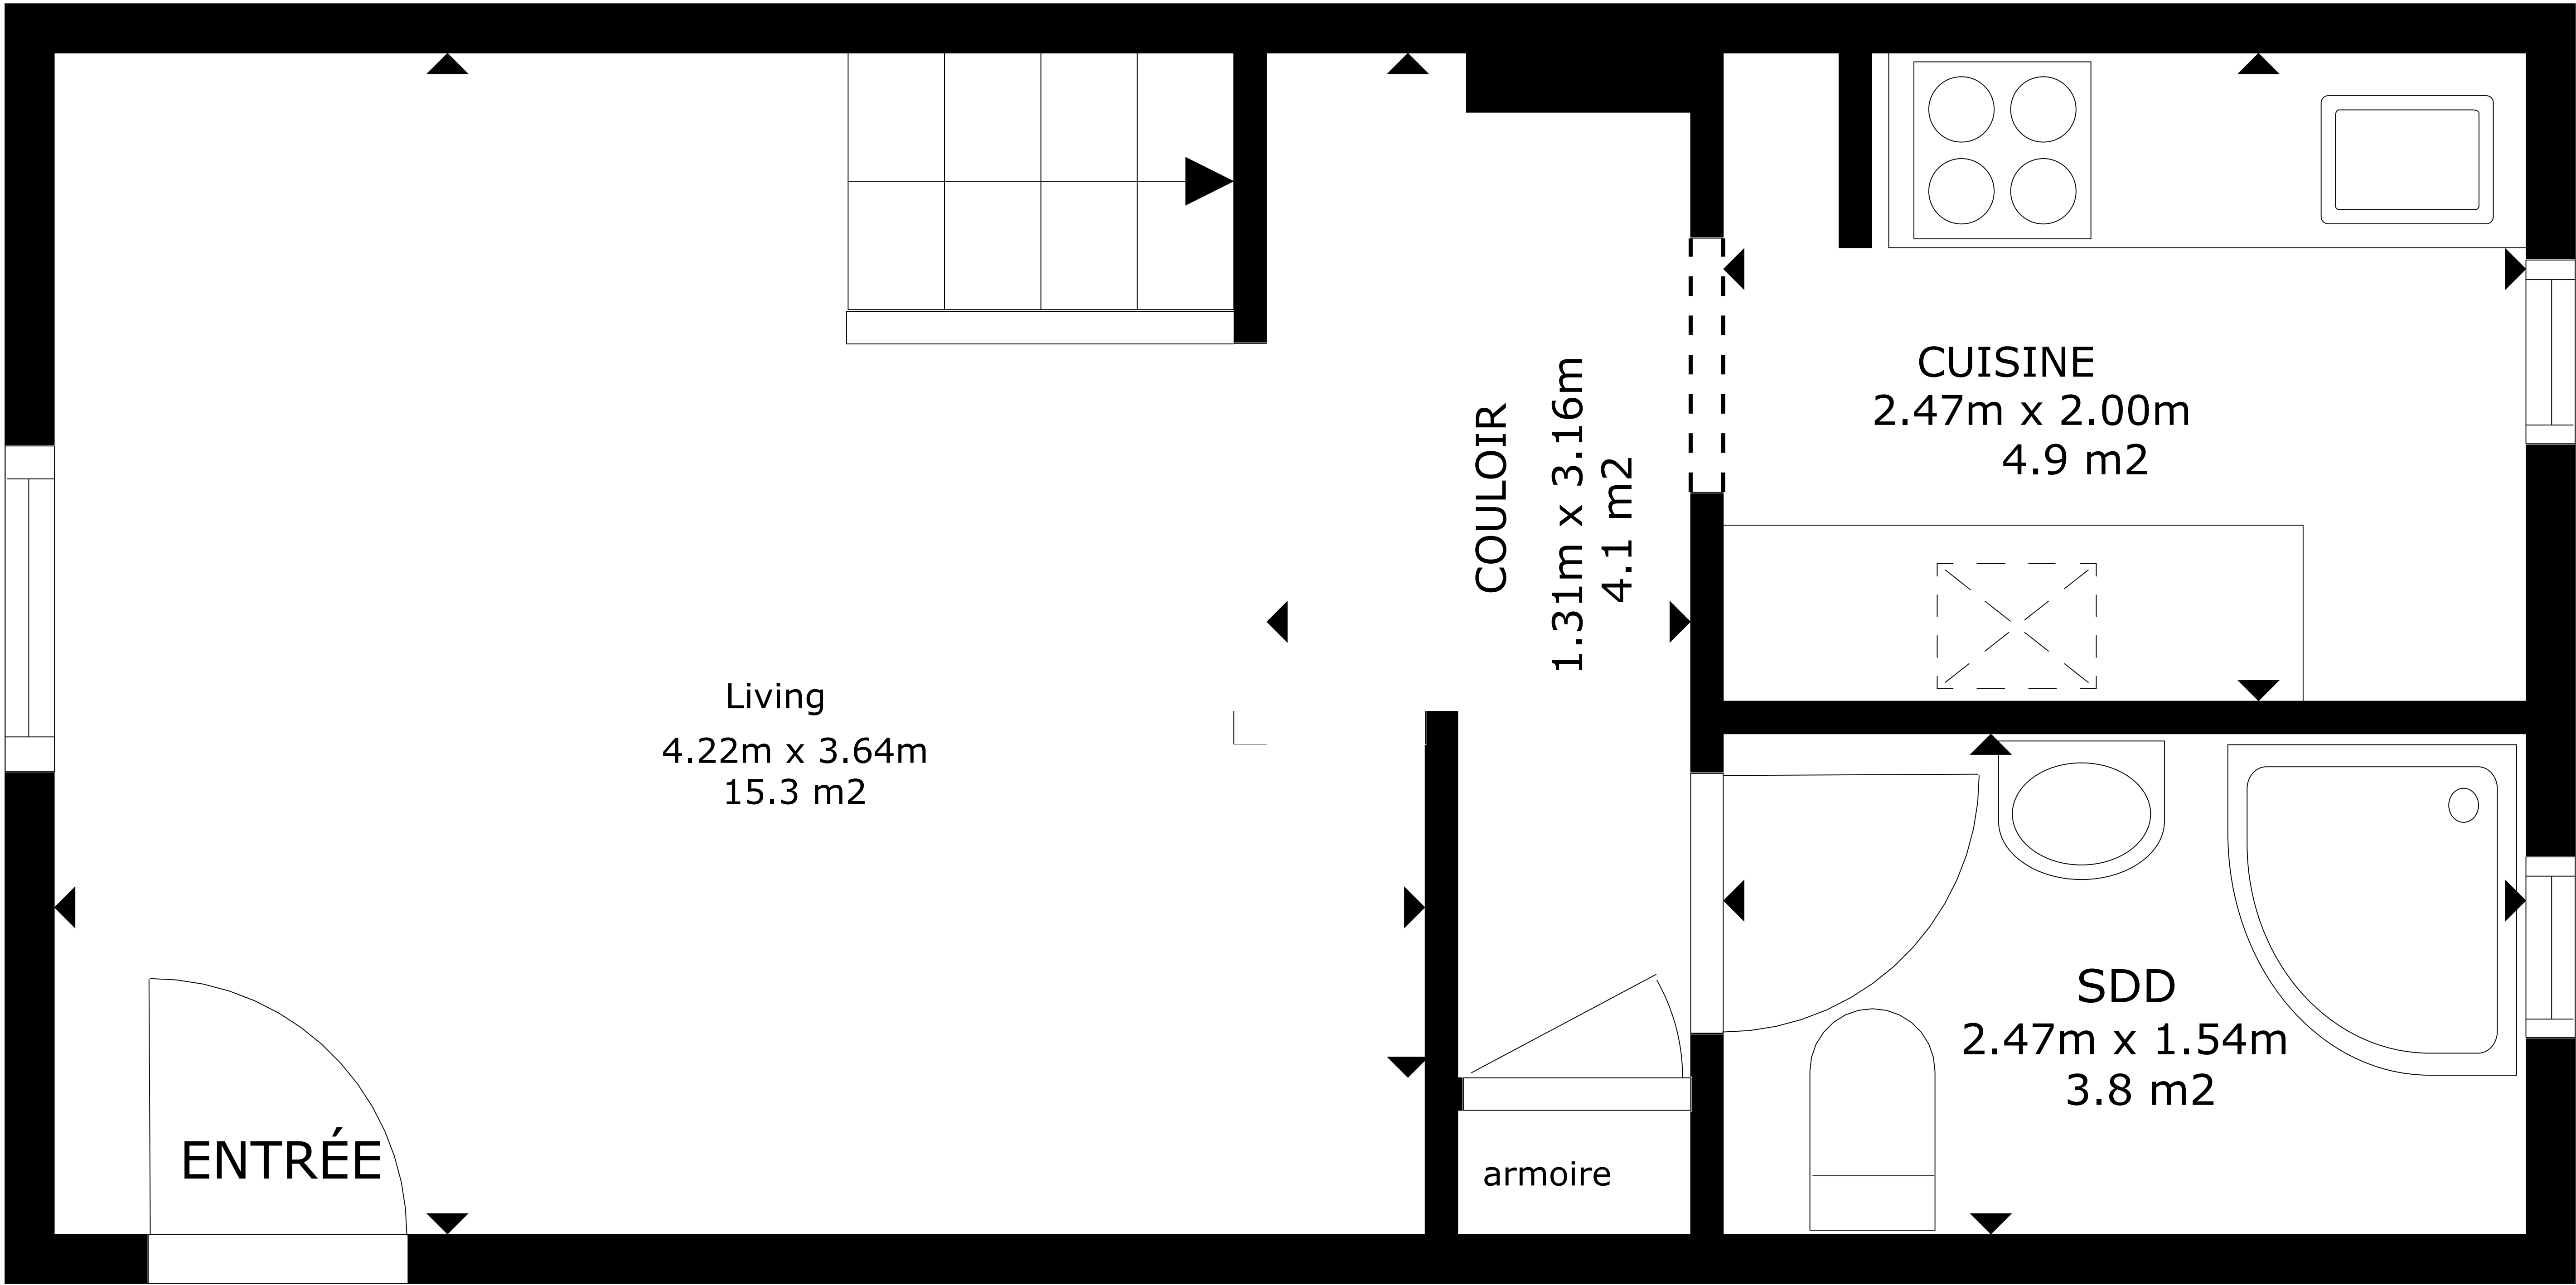 Living
4.22m x 3.64m
15.3 m2
ENTRÉE
COULOIR
1.31m x 3.16m
4.1 m2
armoire
CUISINE
2.47m x 2.00m
4.9 m2
SDD
2.47m x 1.54m
3.8 m2